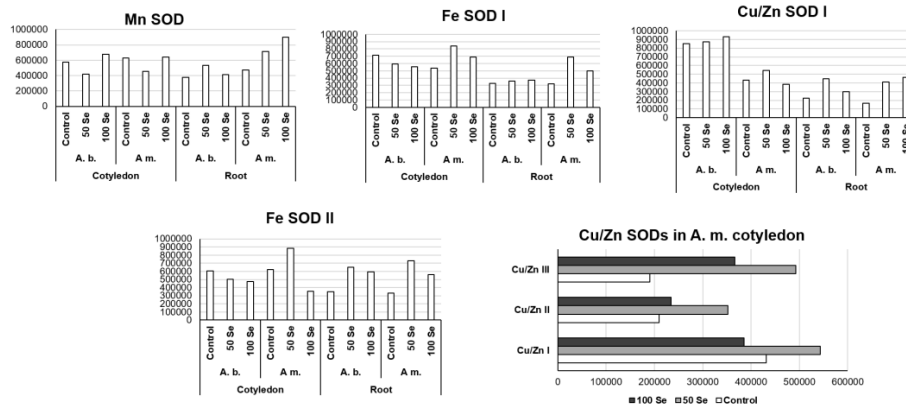 Mn SOD
1000000
800000
600000
400000
200000
0
Control
50 Se
100 Se
Control
50 Se
100 Se
Control
50 Se
100 Se
Control
50 Se
100 Se
A. b.
A m.
A. b.
A m.
Cotyledon
Root
Fe SOD I
1000000
900000
800000
700000
600000
500000
400000
300000
200000
100000
0
Control
50 Se
100 Se
Control
50 Se
100 Se
Control
50 Se
100 Se
Control
50 Se
100 Se
A. b.
A m.
A. b.
A m.
Cotyledon
Root
Cu/Zn SOD I
1000000
900000
800000
700000
600000
500000
400000
300000
200000
100000
0
Control
50 Se
100 Se
Control
50 Se
100 Se
Control
50 Se
100 Se
Control
50 Se
100 Se
A. b.
A m.
A. b.
A m.
Cotyledon
Root
Fe SOD II
1000000
900000
800000
700000
600000
500000
400000
300000
200000
100000
0
Control
50 Se
100 Se
Control
50 Se
100 Se
Control
50 Se
100 Se
Control
50 Se
100 Se
A. b.
A m.
A. b.
A m.
Cotyledon
Root
Cu/Zn SODs in A. m. cotyledon
Cu/Zn III
Cu/Zn II
Cu/Zn I
0 100000 200000 300000 400000 500000 600000
100 Se 50 Se Control